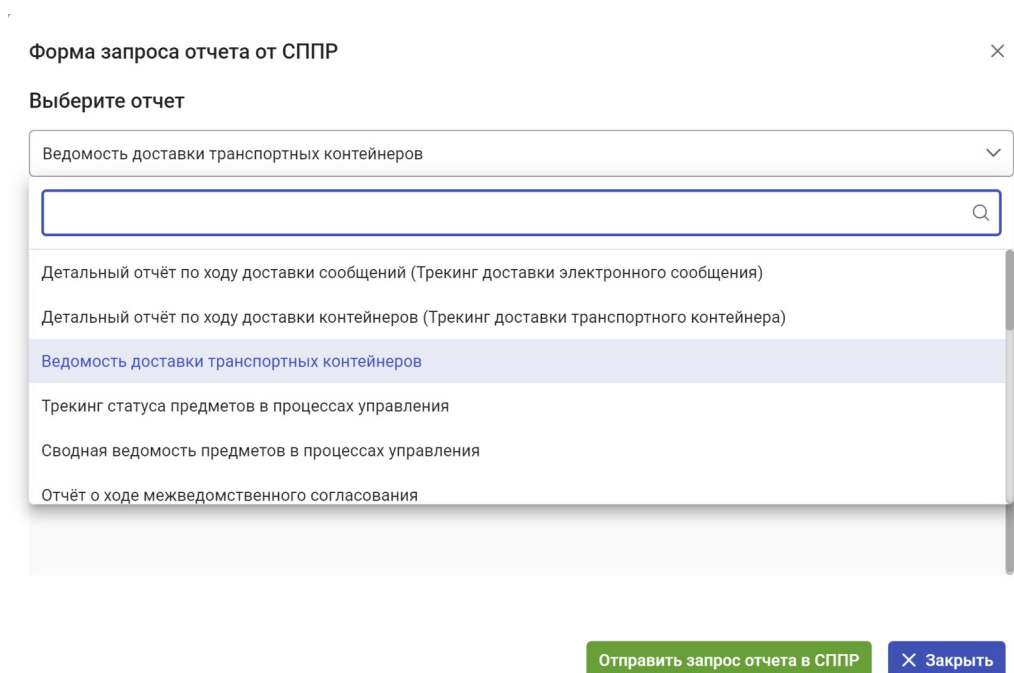 Форма запроса отчета от СППР
Выберите отчет
Ведомость доставки транспортных контейнеров
Детальный отчёт по ходу доставки сообщений (Трекинг доставки электронного сообщения)
Детальный отчёт по ходу доставки контейнеров (Трекинг доставки транспортного контейнера)
Ведомость доставки транспортных контейнеров
Трекинг статуса предметов в процессах управления
Сводная ведомость предметов в процессах управления
Отчёт о ходе межведомственного согласования
Отправить запрос отчета в СППР
Закрыть